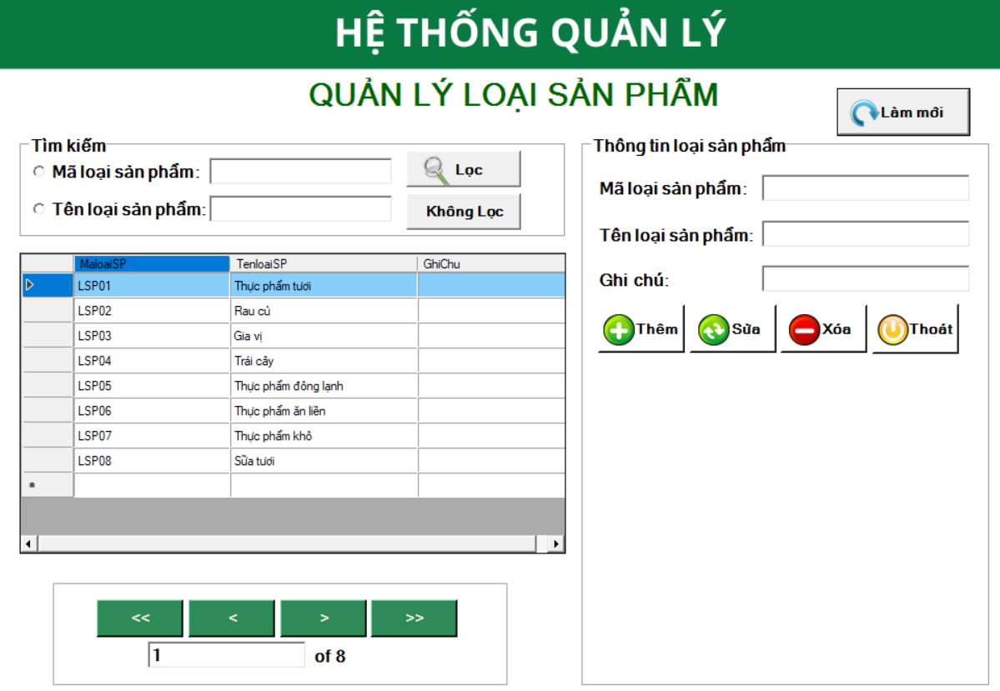 HỆ THỐNG QUẢN LÝ
QUẢN LÝ LOẠI SẢN PHẨM
Làm mới
Tìm kiếm
Mã loại sản phẩm:
Lọc
Tên loại sản phẩm:
Không Lọc
MaloaiSP TenloaiSP GhiChu
LSP01 Thực phẩm tươi
LSP02 Rau củ
LSP03 Gia vị
LSP04 Trái cây
LSP05 Thực phẩm đông lạnh
LSP06 Thực phẩm ăn liền
LSP07 Thực phẩm khô
LSP08 Sữa tươi
*
<< < > >>
1 of 8
Thông tin loại sản phẩm
Mã loại sản phẩm:
Tên loại sản phẩm:
Ghi chú:
Thêm Sửa Xóa Thoát